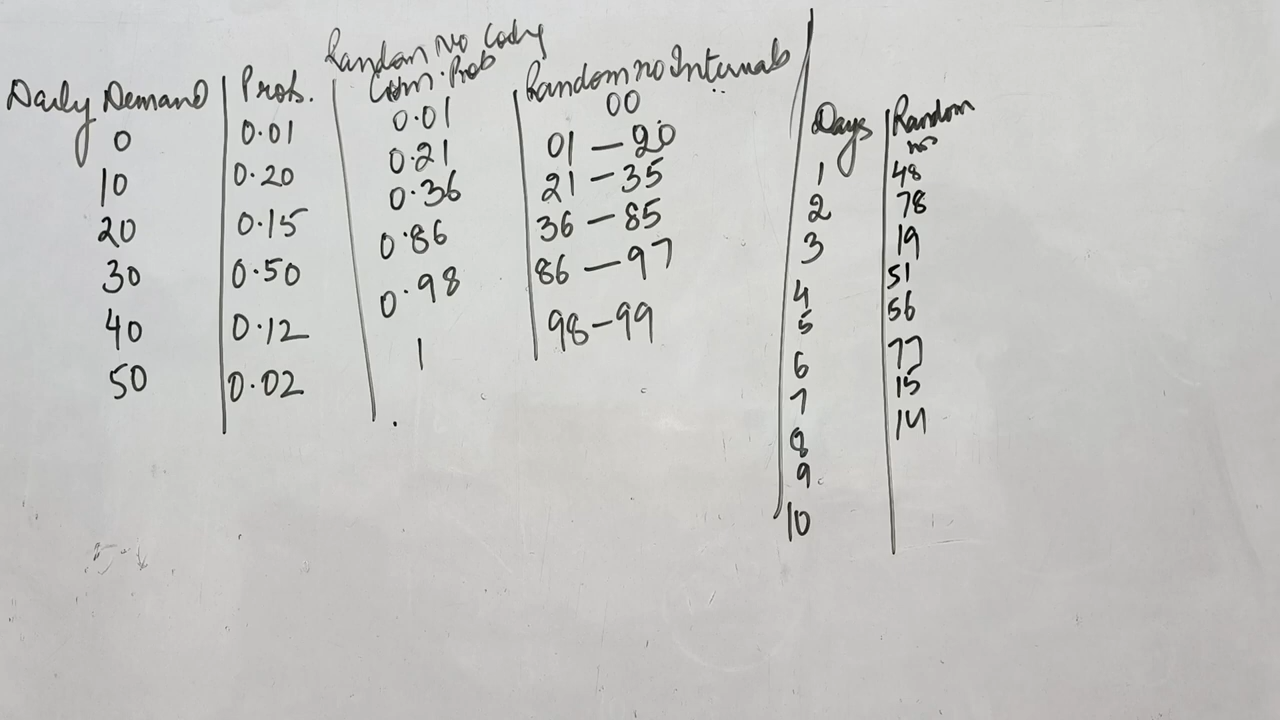 Random No Coding
Daily Demand Prob. Cum. Prob Random no Intervals
0 0.01 0.01 00
10 0.20 0.21 01 – 20
20 0.15 0.36 21 – 35
30 0.50 0.86 36 – 85
40 0.12 0.98 86 – 97
50 0.02 1 98 – 99
Days Random
no
1 48
2 78
3 19
4 51
5 56
6 77
7 15
8 14
9
10